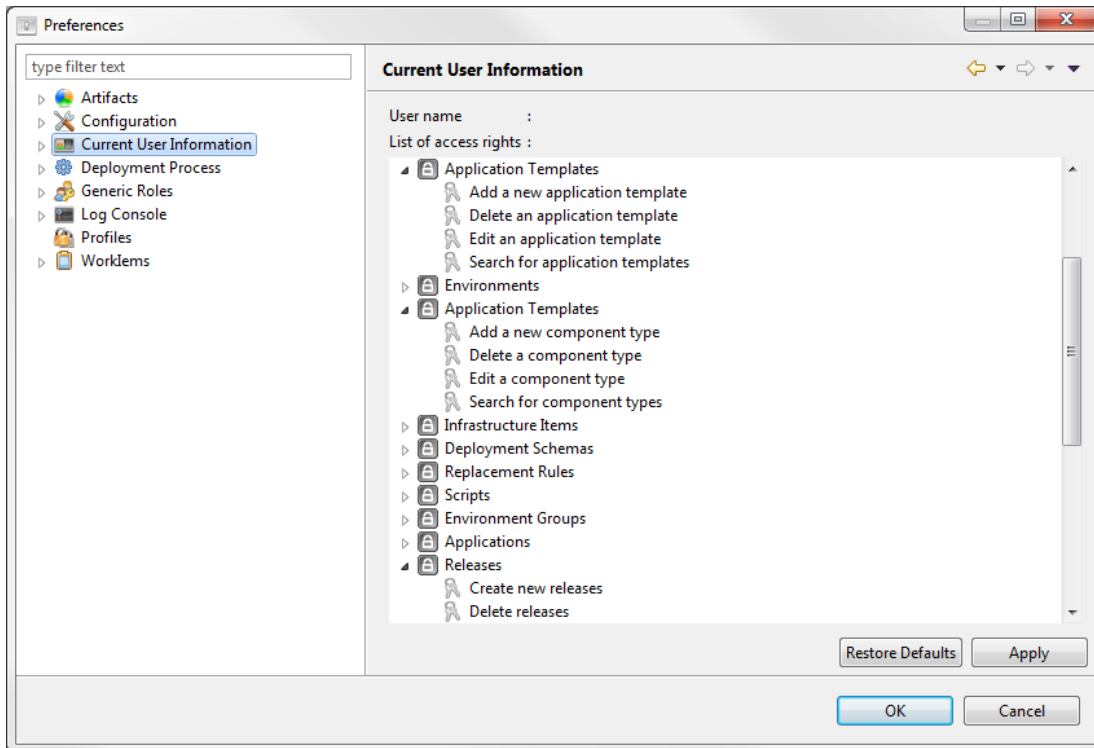 Preferences
type filter text
Artifacts
Configuration
Current User Information
Deployment Process
Generic Roles
Log Console
Profiles
WorkIems
Current User Information
User name :
List of access rights :
Application Templates
Add a new application template
Delete an application template
Edit an application template
Search for application templates
Environments
Application Templates
Add a new component type
Delete a component type
Edit a component type
Search for component types
Infrastructure Items
Deployment Schemas
Replacement Rules
Scripts
Environment Groups
Applications
Releases
Create new releases
Delete releases
Restore Defaults
Apply
OK
Cancel